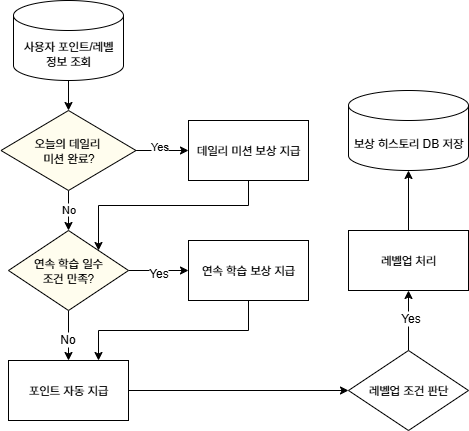 사용자 포인트/레벨
정보 조회
오늘의 데일리
미션 완료?
Yes
데일리 미션 보상 지급
No
연속 학습 일수
조건 만족?
Yes
연속 학습 보상 지급
No
포인트 자동 지급
레벨업 조건 판단
Yes
레벨업 처리
보상 히스토리 DB 저장